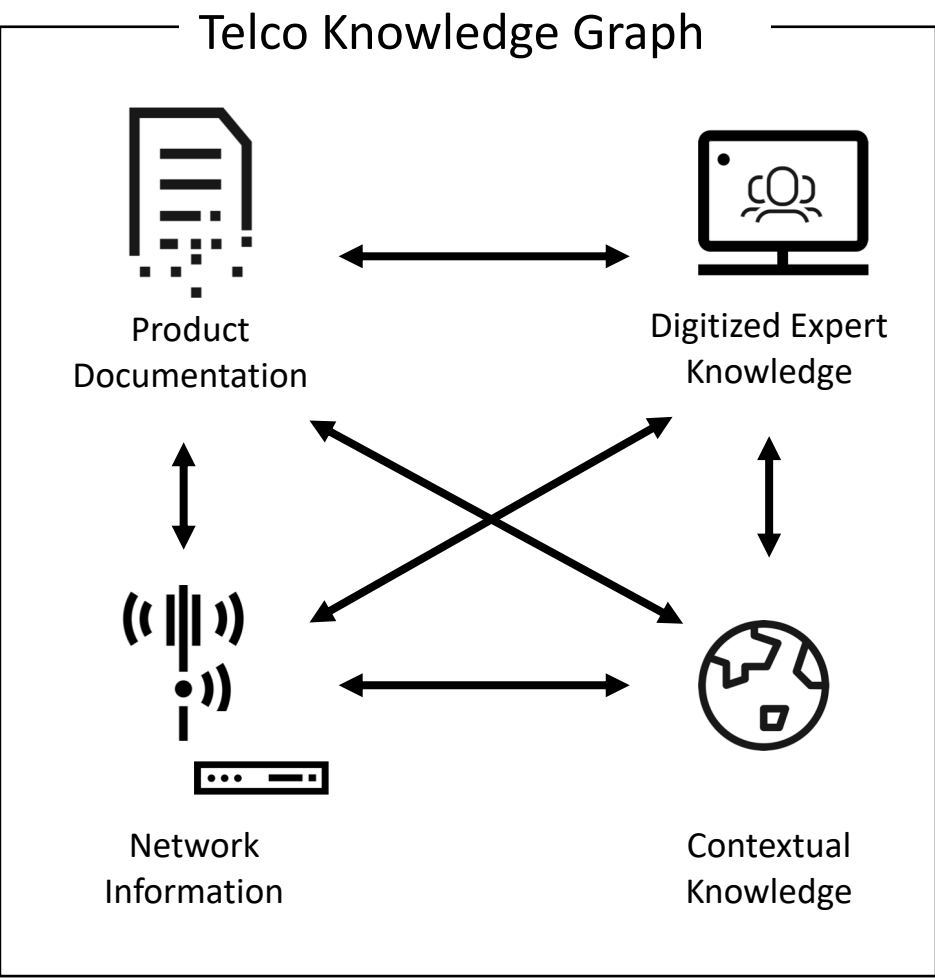 Telco Knowledge Graph
Product
Documentation
Digitized Expert
Knowledge
Network
Information
Contextual
Knowledge